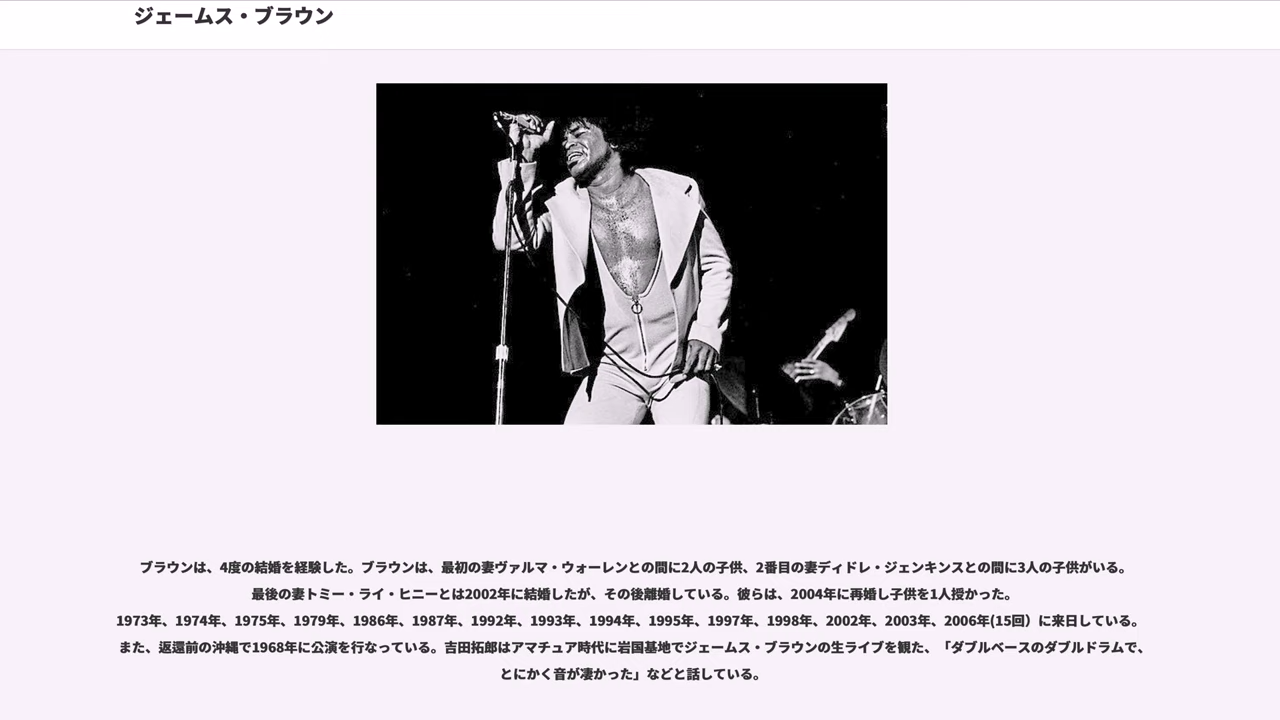 ジェームス・ブラウン
ブラウンは、4度の結婚を経験した。ブラウンは、最初の妻ヴァルマ・ウォーレンとの間に2人の子供、2番目の妻ディドレ・ジェンキンスとの間に3人の子供がいる。
最後の妻トミー・ライ・ヒニーとは2002年に結婚したが、その後離婚している。彼らは、2004年に再婚し子供を1人授かった。
1973年、1974年、1975年、1979年、1986年、1987年、1992年、1993年、1994年、1995年、1997年、1998年、2002年、2003年、2006年(15回）に来日している。
また、返還前の沖縄で1968年に公演を行なっている。吉田拓郎はアマチュア時代に岩国基地でジェームス・ブラウンの生ライブを観た、「ダブルベースのダブルドラムで、
とにかく音が凄かった」などと話している。